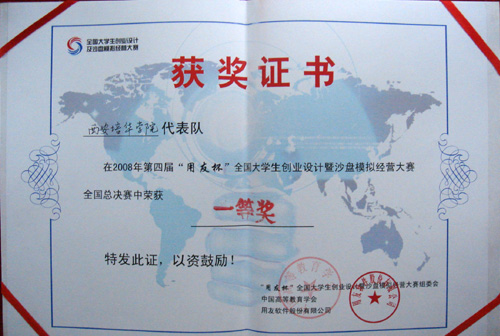 全国大学生创业设计
及沙盘模拟经营大赛
获奖证书
西安培华学院代表队
在2008年第四届“用友杯”全国大学生创业设计暨沙盘模拟经营大赛
全国总决赛中荣获
一等奖
特发此证，以资鼓励！
“用友杯”全国大学生创业设计暨沙盘模拟经营大赛组委会
中国高等教育学会
用友软件股份有限公司